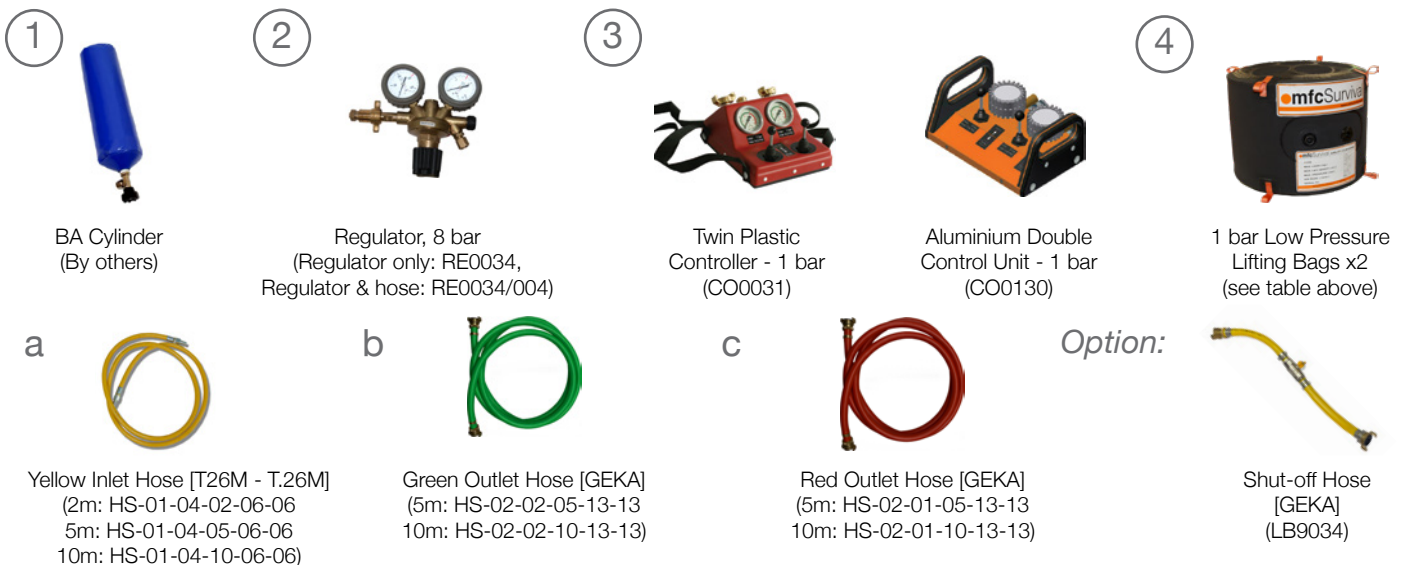 1
2
3
4
mfcSurviva
BA Cylinder
(By others)
Regulator, 8 bar
(Regulator only: RE0034,
Regulator & hose: RE0034/004)
Twin Plastic
Controller - 1 bar
(CO0031)
Aluminium Double
Control Unit - 1 bar
(CO0130)
1 bar Low Pressure
Lifting Bags x2
(see table above)
a
b
c
Option:
Yellow Inlet Hose [T26M - T.26M]
(2m: HS-01-04-02-06-06
5m: HS-01-04-05-06-06
10m: HS-01-04-10-06-06)
Green Outlet Hose [GEKA]
(5m: HS-02-02-05-13-13
10m: HS-02-02-10-13-13)
Red Outlet Hose [GEKA]
(5m: HS-02-01-05-13-13
10m: HS-02-01-10-13-13)
Shut-off Hose
[GEKA]
(LB9034)